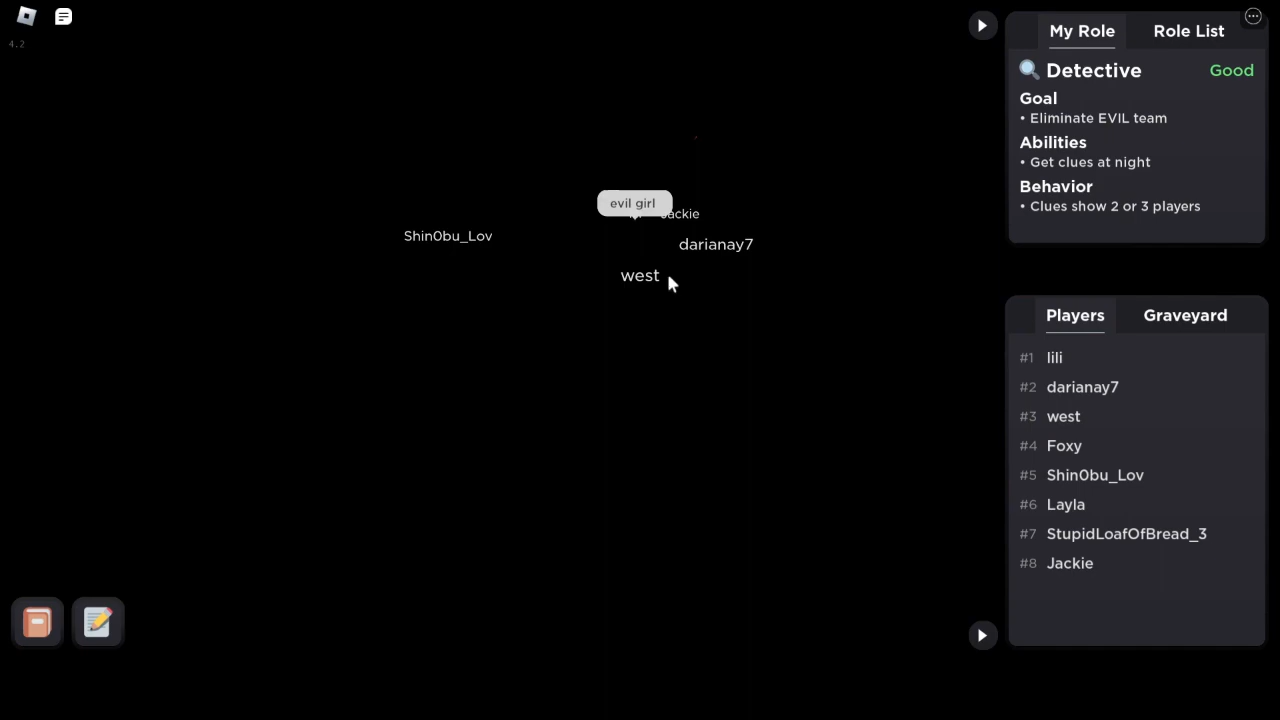 4.2
My Role
Role List
Detective
Good
Goal
• Eliminate EVIL team
Abilities
• Get clues at night
Behavior
• Clues show 2 or 3 players
evil girl
Jackie
Shin0bu_Lov
darianay7
west
Players
Graveyard
#1 lili
#2 darianay7
#3 west
#4 Foxy
#5 Shin0bu_Lov
#6 Layla
#7 StupidLoafOfBread_3
#8 Jackie